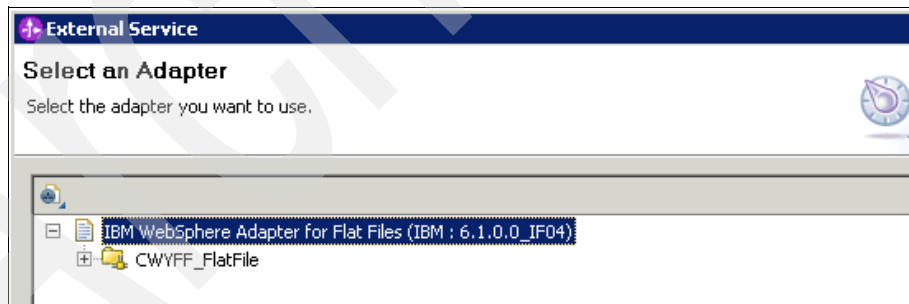 External Service
Select an Adapter
Select the adapter you want to use.
IBM WebSphere Adapter for Flat Files (IBM : 6.1.0.0_IF04)
CWYFF_FlatFile